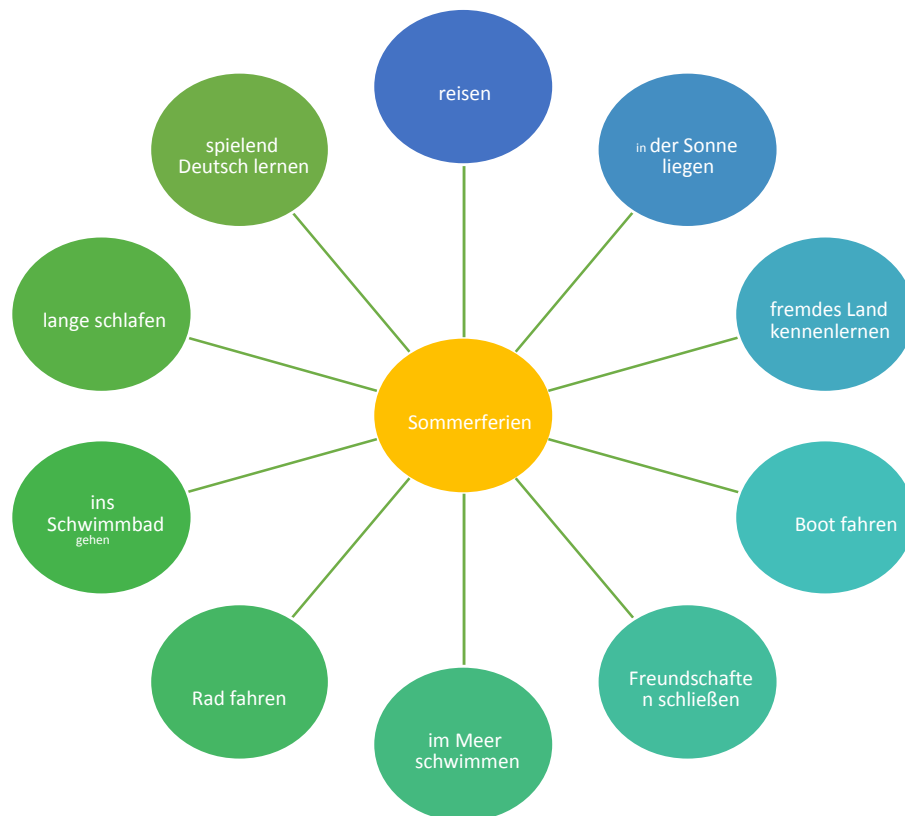 reisen
in der Sonne
liegen
fremdes Land
kennenlernen
Boot fahren
Freundschafte
n schließen
im Meer
schwimmen
Rad fahren
ins
Schwimmbad
gehen
lange schlafen
spielend
Deutsch lernen
Sommerferien